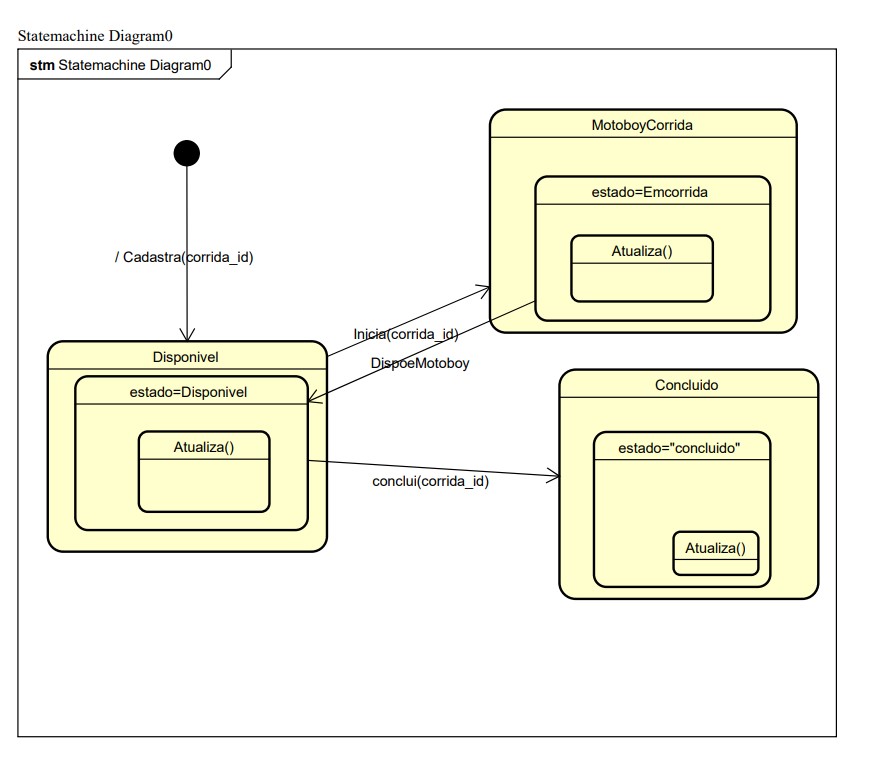 Statemachine Diagram0
stm Statemachine Diagram0
MotoboyCorrida
estado=Emcorrida
Atualiza()
/ Cadastra(corrida_id)
Inicia(corrida_id)
DispoeMotoboy
Disponivel
estado=Disponivel
Atualiza()
conclui(corrida_id)
Concluido
estado="concluido"
Atualiza()